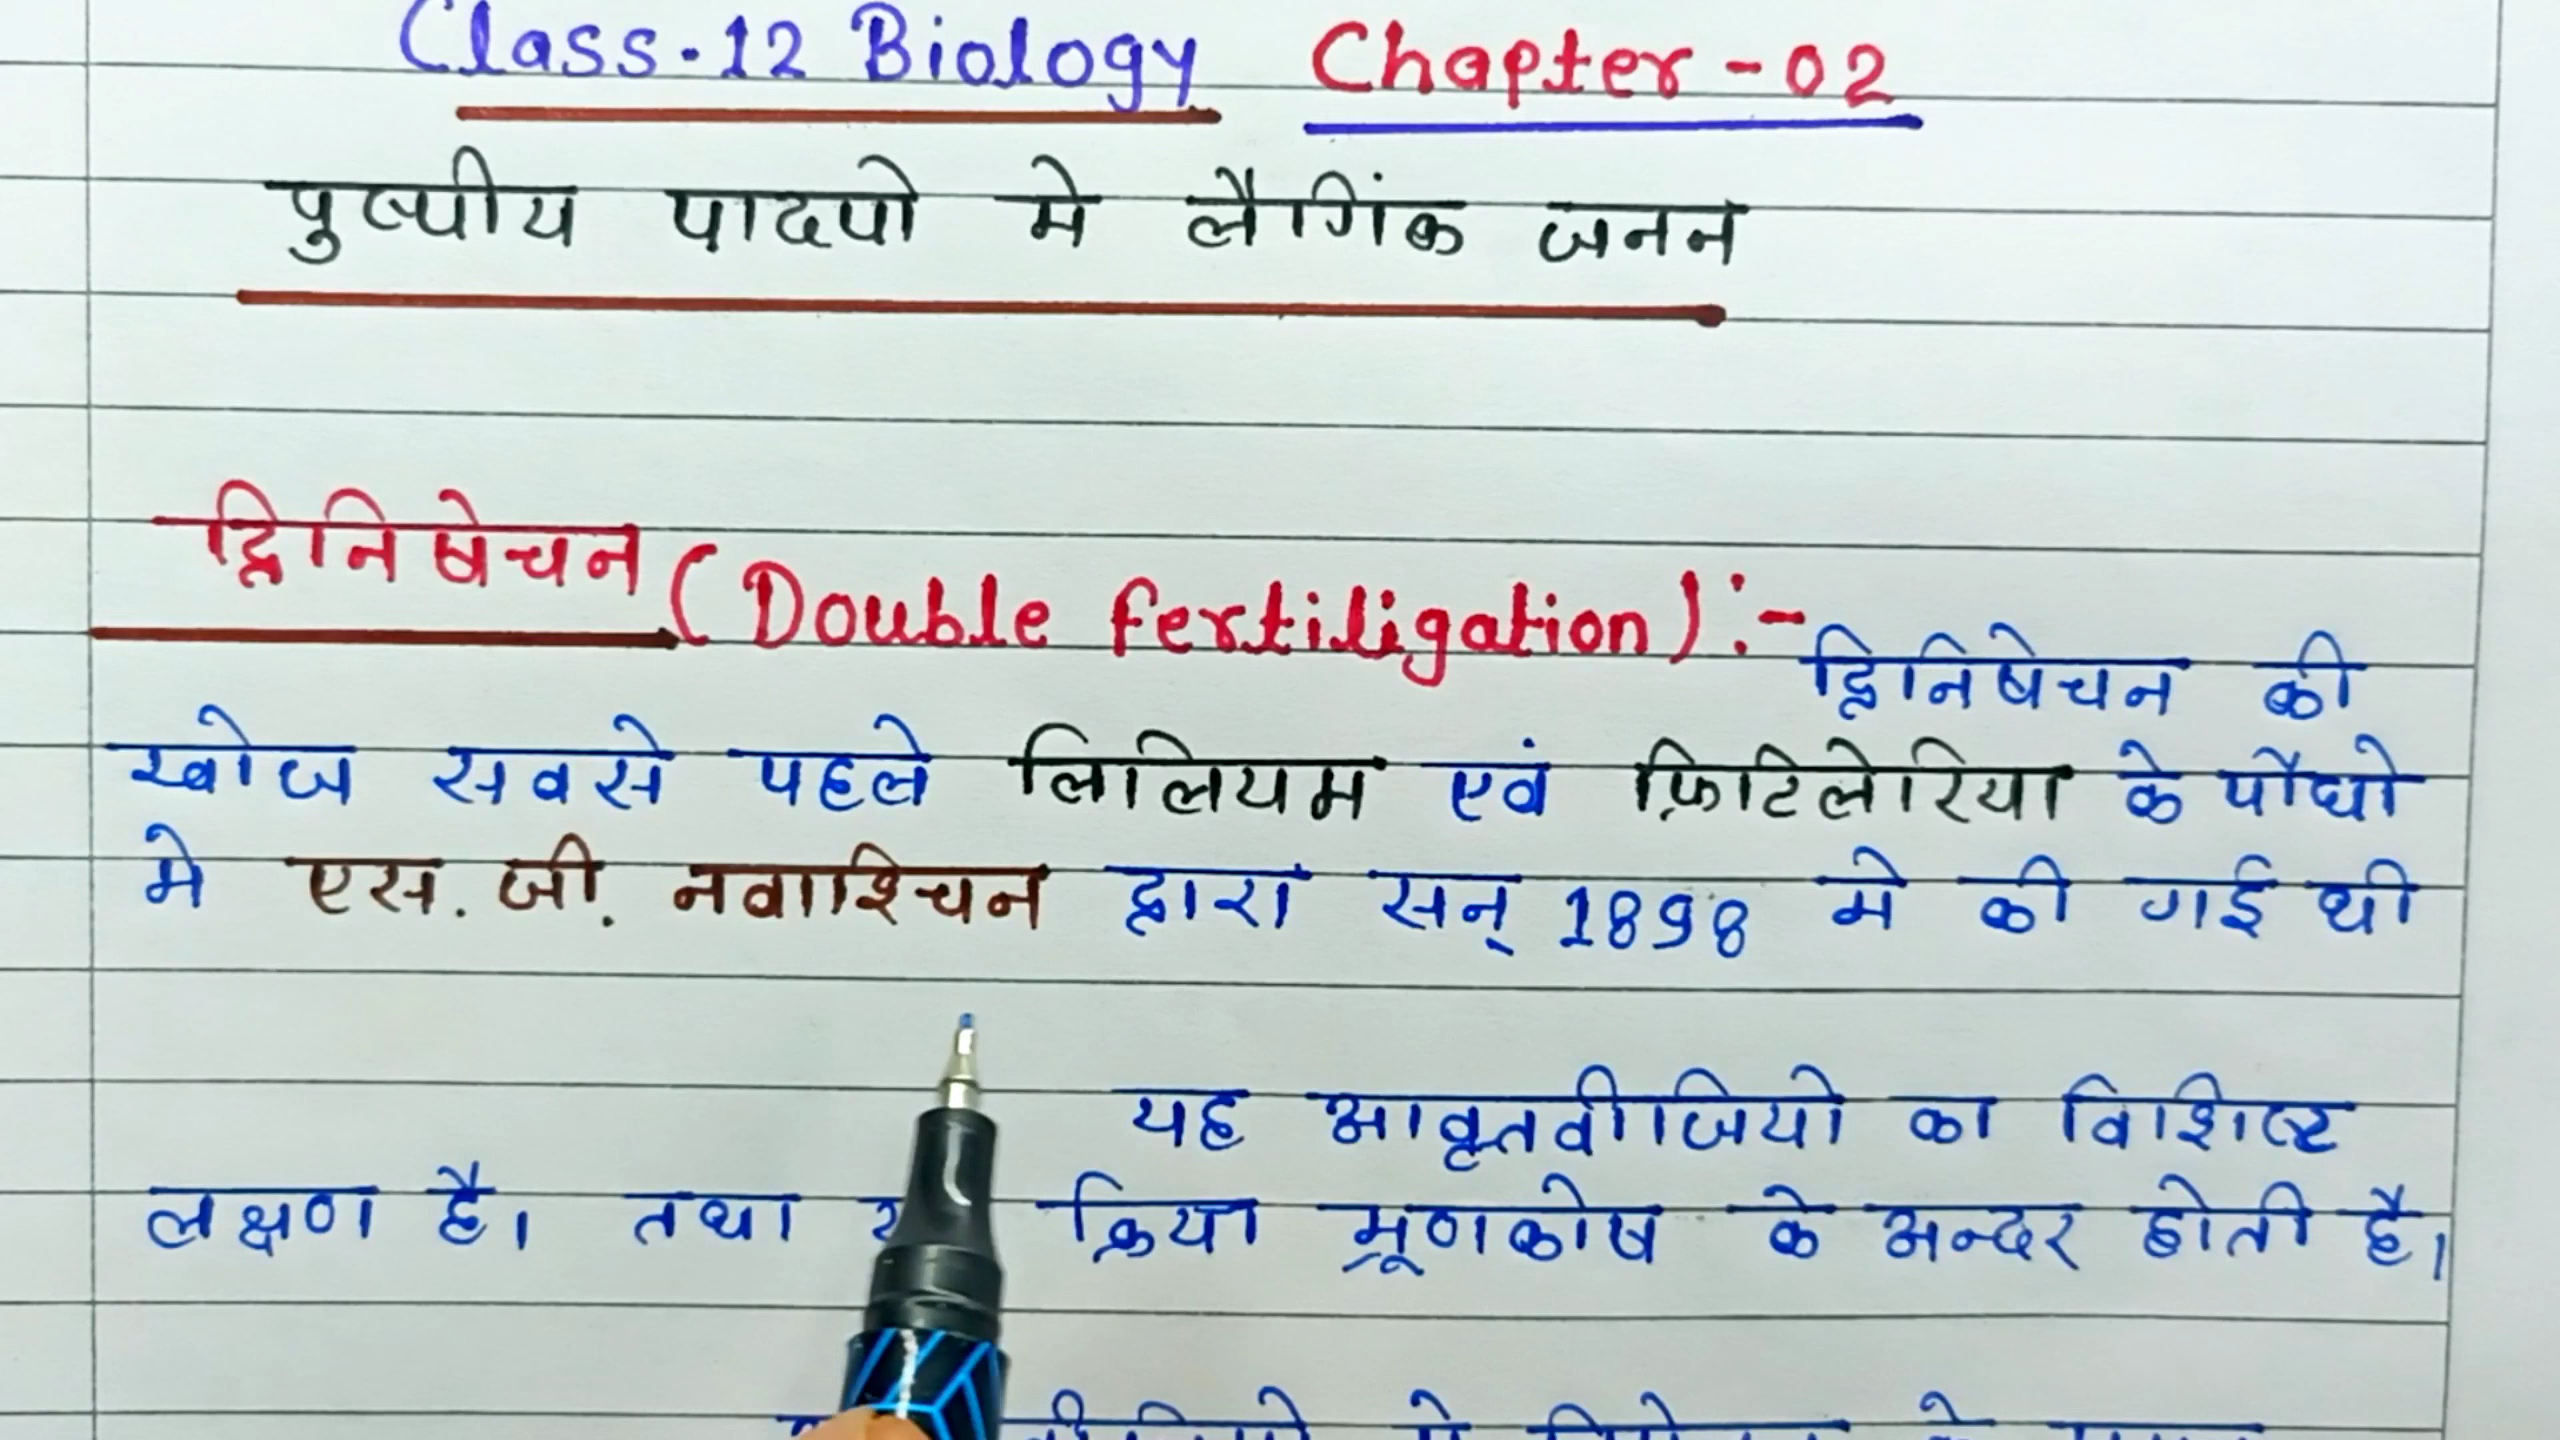 Class-12 Biology Chapter-02
पुष्पीय पादपो मे लैगिंक जनन
द्विनिषेचन (Double fertiligation):-
द्विनिषेचन की
खोज सबसे पहले लिलियम एवं फ्रिटिलेरिया के पौधो
मे एस. जी. नवाश्चिन द्वारा सन् 1898 मे की गई थी
यह आवृतवीजियो का विशिष्ट
लक्षण है। तथा क्रिया भ्रूणकोष के अन्दर होती है।